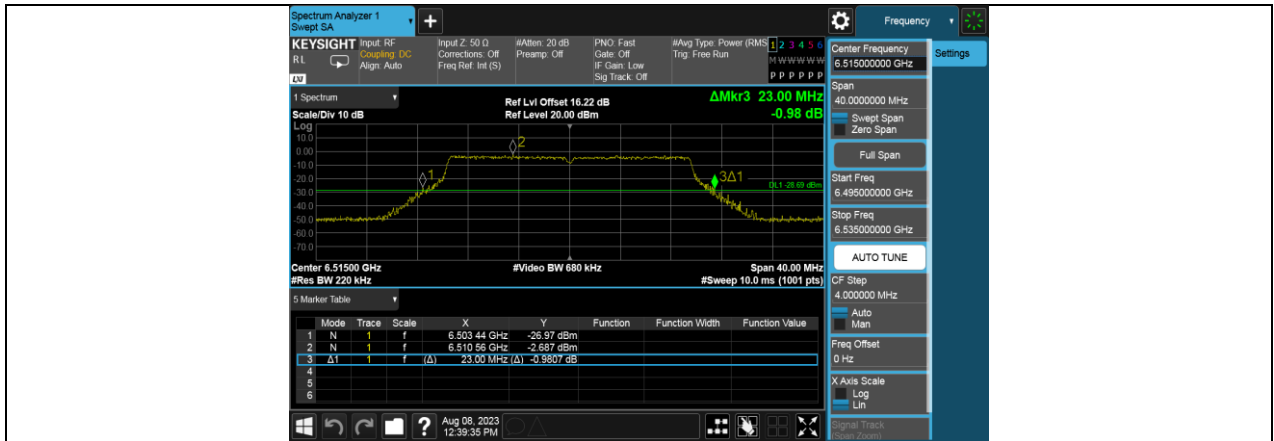 Spectrum Analyzer 1
Swept SA
Frequency
KEYSIGHT
RL
LXI
Input: RF
Coupling: DC
Align: Auto
Input Z: 50 Ω
Corrections: Off
Freq Ref: Int (S)
#Atten: 20 dB
Preamp: Off
PNO: Fast
Gate: Off
IF Gain: Low
Sig Track: Off
#Avg Type: Power (RMS
Trig: Free Run
1 2 3 4 5 6
M W W W W W
P P P P P P
1 Spectrum
Scale/Div 10 dB
Ref Lvl Offset 16.22 dB
Ref Level 20.00 dBm
ΔMkr3 23.00 MHz
-0.98 dB
Log
10.0
0.00
-10.0
-20.0
-30.0
-40.0
-50.0
-60.0
-70.0
1
2
3Δ1
DL1 -28.69 dBm
Center 6.51500 GHz
#Video BW 680 kHz
Span 40.00 MHz
#Res BW 220 kHz
#Sweep 10.0 ms (1001 pts)
5 Marker Table
Mode Trace Scale X Y Function Function Width Function Value
1 N 1 f 6.503 44 GHz -26.97 dBm
2 N 1 f 6.510 56 GHz -2.687 dBm
3 Δ1 1 f (Δ) 23.00 MHz (Δ) -0.9807 dB
4
5
6
Aug 08, 2023
12:39:35 PM
Center Frequency
6.515000000 GHz
Settings
Span
40.0000000 MHz
Swept Span
Zero Span
Full Span
Start Freq
6.495000000 GHz
Stop Freq
6.535000000 GHz
AUTO TUNE
CF Step
4.000000 MHz
Auto
Man
Freq Offset
0 Hz
X Axis Scale
Log
Lin
Signal Track
(Span Zoom)